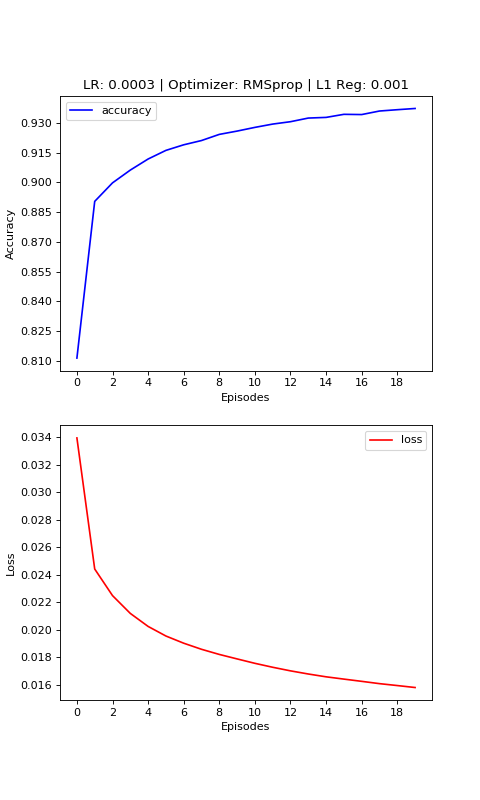 LR: 0.0003 | Optimizer: RMSprop | L1 Reg: 0.001
accuracy
0.930
0.915
0.900
0.885
0.870
0.855
0.840
0.825
0.810
Accuracy
0 2 4 6 8 10 12 14 16 18
Episodes
loss
0.034
0.032
0.030
0.028
0.026
0.024
0.022
0.020
0.018
0.016
Loss
0 2 4 6 8 10 12 14 16 18
Episodes